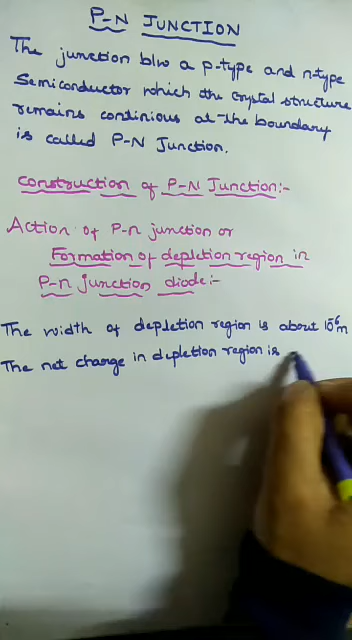 P-N JUNCTION
The junction b/w a p-type and n-type
Semiconductor which the crystal structure
remains continious at the boundary
is called P-N Junction.
Construction of P-N Junction:-
Action of P-n junction or
Formation of depletion region in
P-n junction diode:-
The width of depletion region is about 10⁻⁶m
The net change in depletion region is